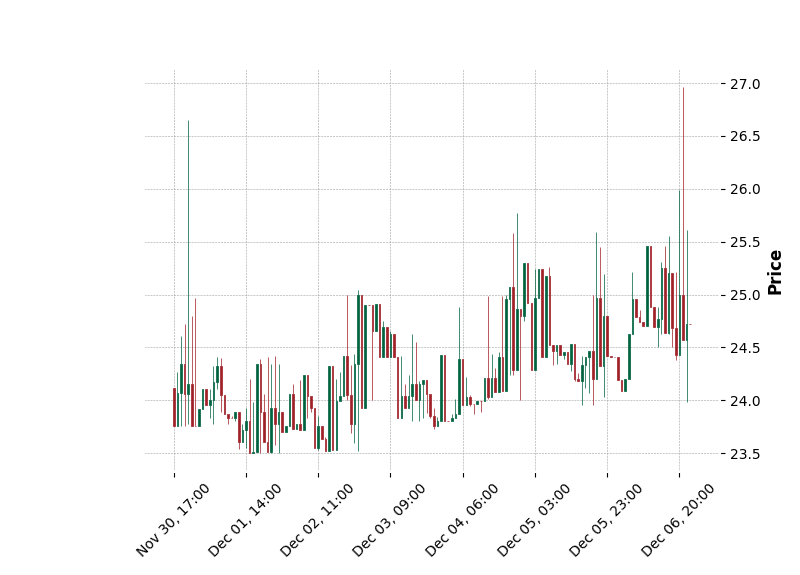 27.0
26.5
26.0
25.5
25.0
24.5
24.0
23.5
Price
Nov 30, 17:00
Dec 01, 14:00
Dec 02, 11:00
Dec 03, 09:00
Dec 04, 06:00
Dec 05, 03:00
Dec 05, 23:00
Dec 06, 20:00